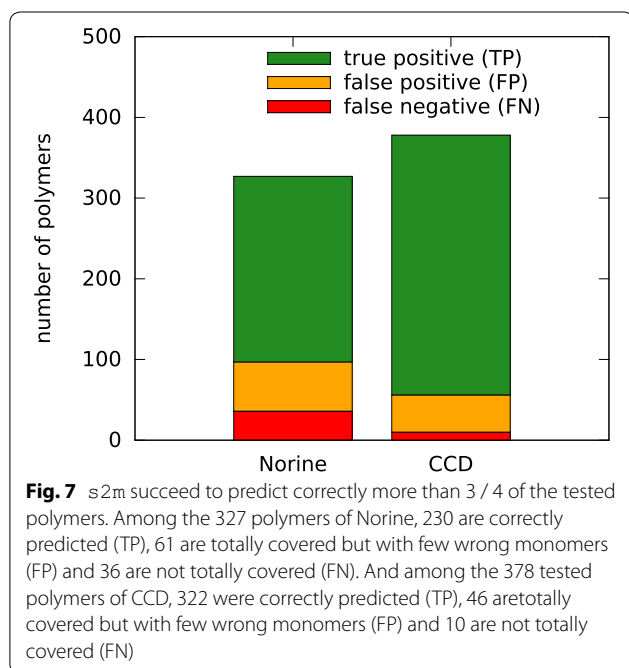 500
400
300
200
100
0
number of polymers
true positive (TP)
false positive (FP)
false negative (FN)
Norine
CCD
Fig. 7 s2m succeed to predict correctly more than 3 / 4 of the tested
polymers. Among the 327 polymers of Norine, 230 are correctly
predicted (TP), 61 are totally covered but with few wrong monomers
(FP) and 36 are not totally covered (FN). And among the 378 tested
polymers of CCD, 322 were correctly predicted (TP), 46 aretotally
covered but with few wrong monomers (FP) and 10 are not totally
covered (FN)